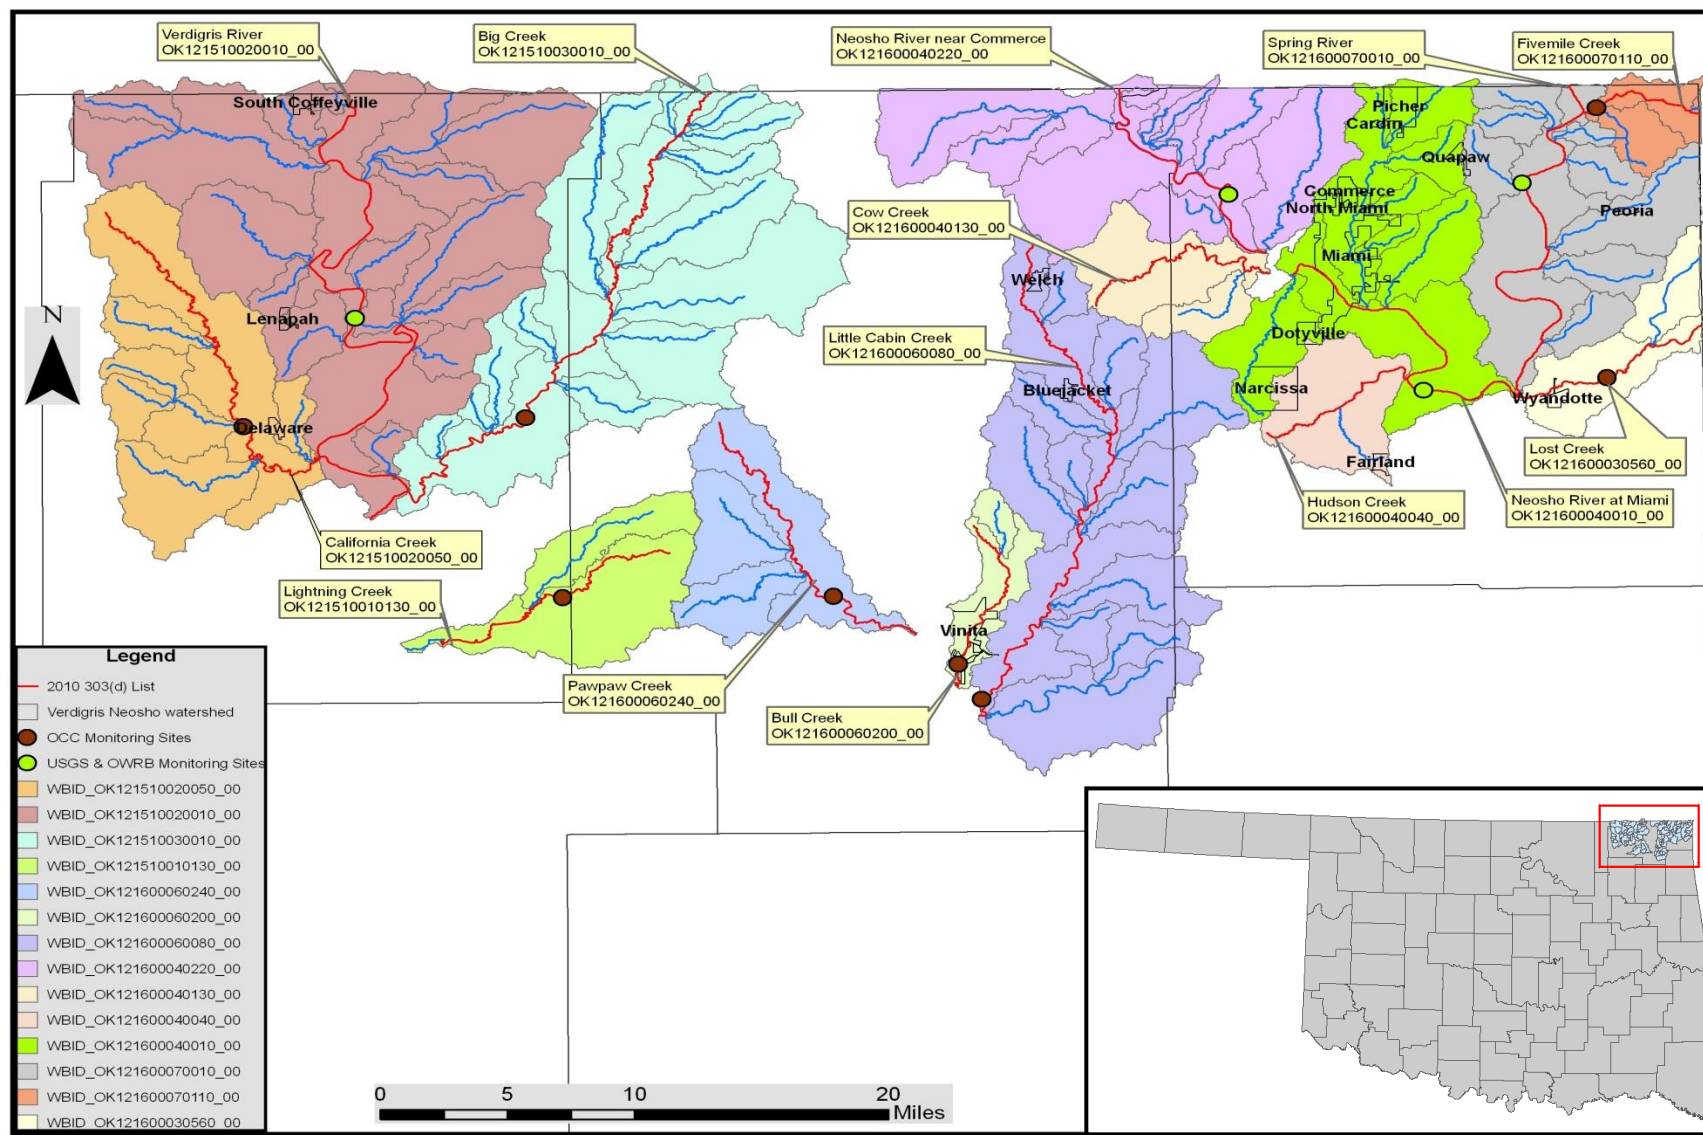 Verdigris River
OK121510020010_00
Big Creek
OK121510030010_00
Neosho River near Commerce
OK121600040220_00
Spring River
OK121600070010_00
Fivemile Creek
OK121600070110_00
South Coffeyville
Picher
Cardin
Quapaw
Commerce
North Miami
Peoria
Cow Creek
OK121600040130_00
Miami
Welch
Lenapah
N
Dotyville
Little Cabin Creek
OK121600060080_00
Bluejacket
Narcissa
Wyandotte
Delaware
Fairland
Lost Creek
OK121600030560_00
Hudson Creek
OK121600040040_00
Neosho River at Miami
OK121600040010_00
California Creek
OK121510020050_00
Lightning Creek
OK121510010130_00
Vinita
Pawpaw Creek
OK121600060240_00
Bull Creek
OK121600060200_00
Legend
2010 303(d) List
Verdigris Neosho watershed
OCC Monitoring Sites
USGS & OWRB Monitoring Sites
WBID_OK121510020050_00
WBID_OK121510020010_00
WBID_OK121510030010_00
WBID_OK121510010130_00
WBID_OK121600060240_00
WBID_OK121600060200_00
WBID_OK121600060080_00
WBID_OK121600040220_00
WBID_OK121600040130_00
WBID_OK121600040040_00
WBID_OK121600040010_00
WBID_OK121600070010_00
WBID_OK121600070110_00
WBID_OK121600030560_00
0 5 10 20
Miles